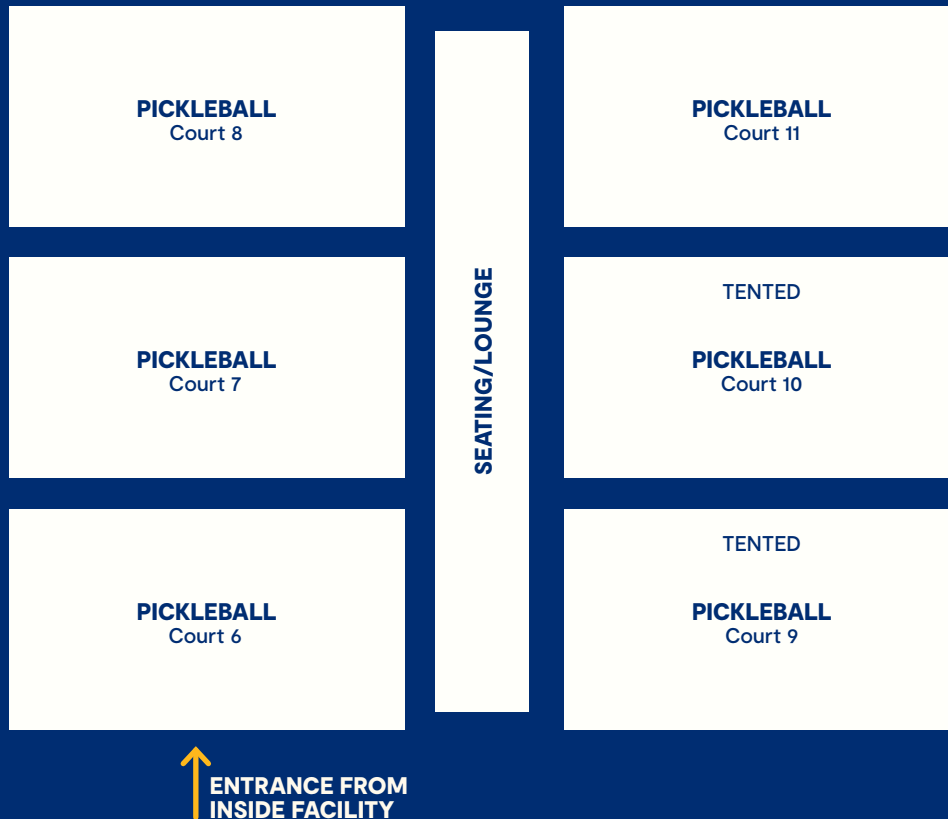 PICKLEBALL
Court 8
PICKLEBALL
Court 11
PICKLEBALL
Court 7
SEATING/LOUNGE
TENTED
PICKLEBALL
Court 10
PICKLEBALL
Court 6
TENTED
PICKLEBALL
Court 9
ENTRANCE FROM
INSIDE FACILITY